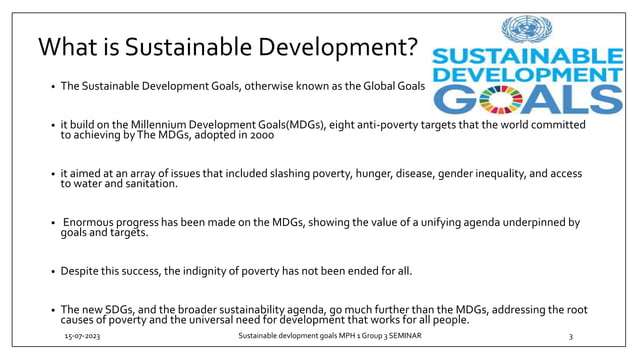 What is Sustainable Development?
SUSTAINABLE
DEVELOPMENT
GOALS
• The Sustainable Development Goals, otherwise known as the Global Goals
• it build on the Millennium Development Goals(MDGs), eight anti-poverty targets that the world committed
to achieving by The MDGs, adopted in 2000
• it aimed at an array of issues that included slashing poverty, hunger, disease, gender inequality, and access
to water and sanitation.
• Enormous progress has been made on the MDGs, showing the value of a unifying agenda underpinned by
goals and targets.
• Despite this success, the indignity of poverty has not been ended for all.
• The new SDGs, and the broader sustainability agenda, go much further than the MDGs, addressing the root
causes of poverty and the universal need for development that works for all people.
15-07-2023
Sustainable devlopment goals MPH 1 Group 3 SEMINAR
3